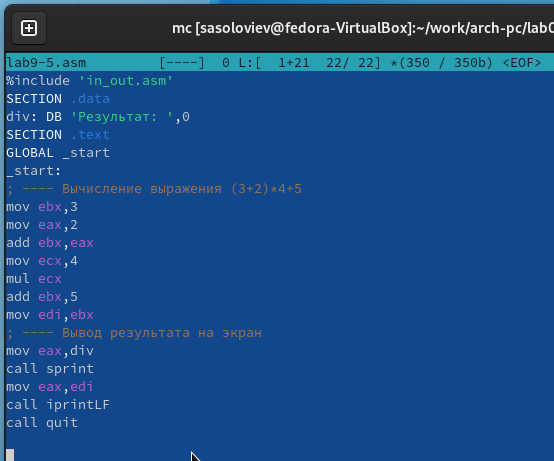 mc [sasoloviev@fedora-VirtualBox]:~/work/arch-pc/lab0
lab9-5.asm [----] 0 L:[ 1+21 22/ 22] *(350 / 350b) <EOF>
%include 'in_out.asm'
SECTION .data
div: DB 'Результат: ',0
SECTION .text
GLOBAL _start
_start:
; ---- Вычисление выражения (3+2)*4+5
mov ebx,3
mov eax,2
add ebx,eax
mov ecx,4
mul ecx
add ebx,5
mov edi,ebx
; ---- Вывод результата на экран
mov eax,div
call sprint
mov eax,edi
call iprintLF
call quit